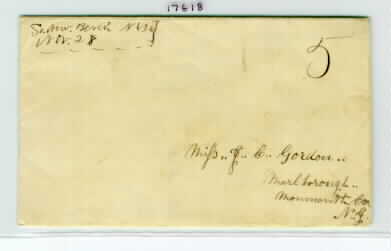 17618
Nov. 28
5
Miss. J. C. Gordon..
Marlborough..
Monmouth Co
N.J.